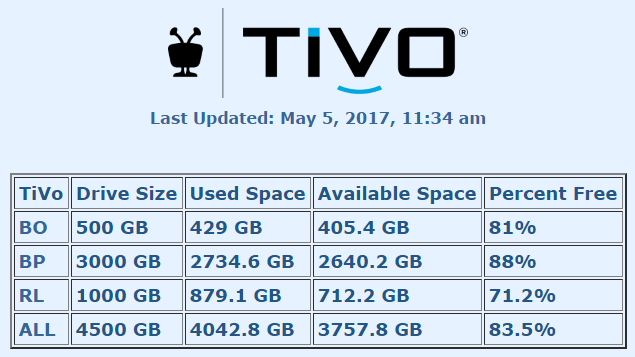 TiVo®
Last Updated: May 5, 2017, 11:34 am
TiVo Drive Size Used Space Available Space Percent Free
BO 500 GB 429 GB 405.4 GB 81%
BP 3000 GB 2734.6 GB 2640.2 GB 88%
RL 1000 GB 879.1 GB 712.2 GB 71.2%
ALL 4500 GB 4042.8 GB 3757.8 GB 83.5%